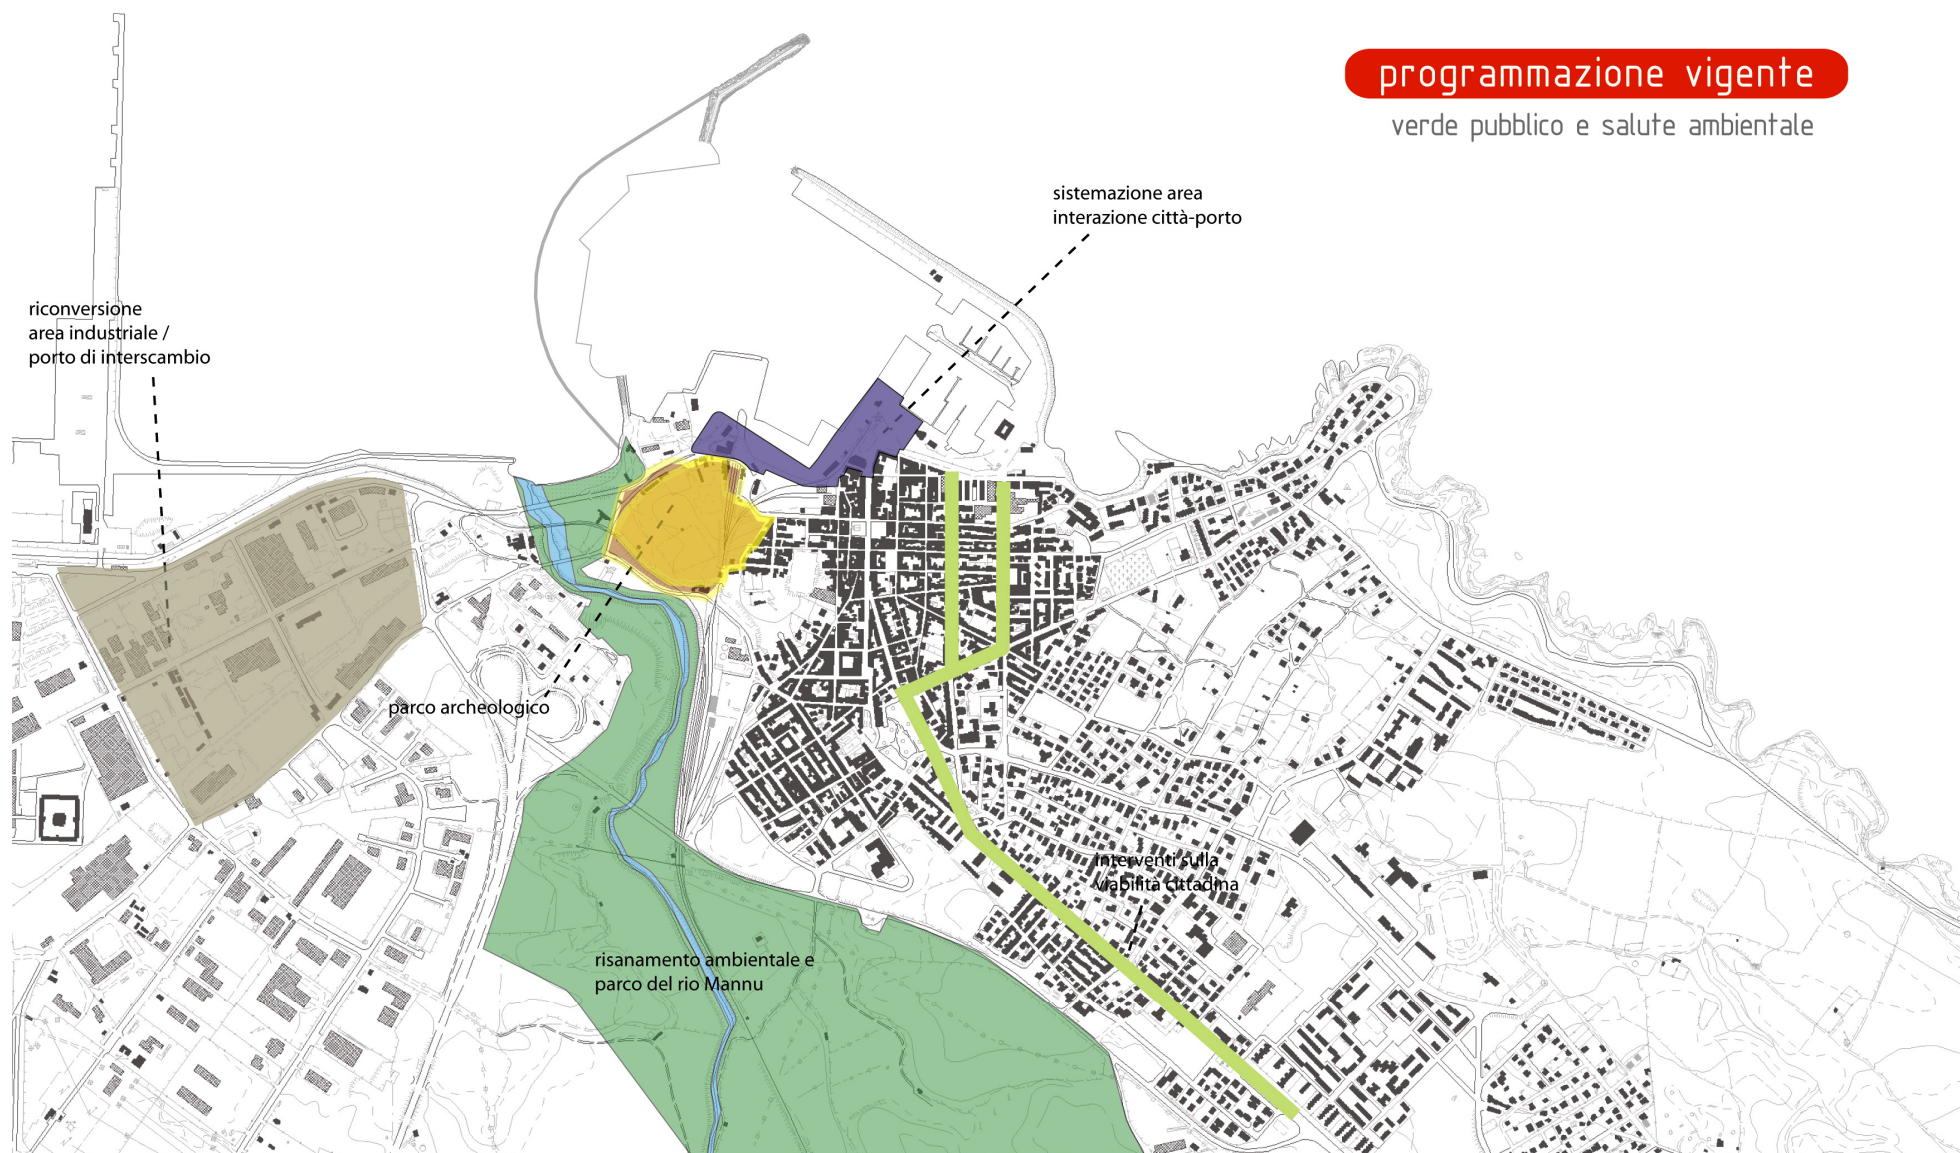 programmazione vigente
verde pubblico e salute ambientale
sistemazione area
interazione città-porto
riconversione
area industriale /
porto di interscambio
parco archeologico
interventi sulla
viabilità cittadina
risanamento ambientale e
parco del rio Mannu